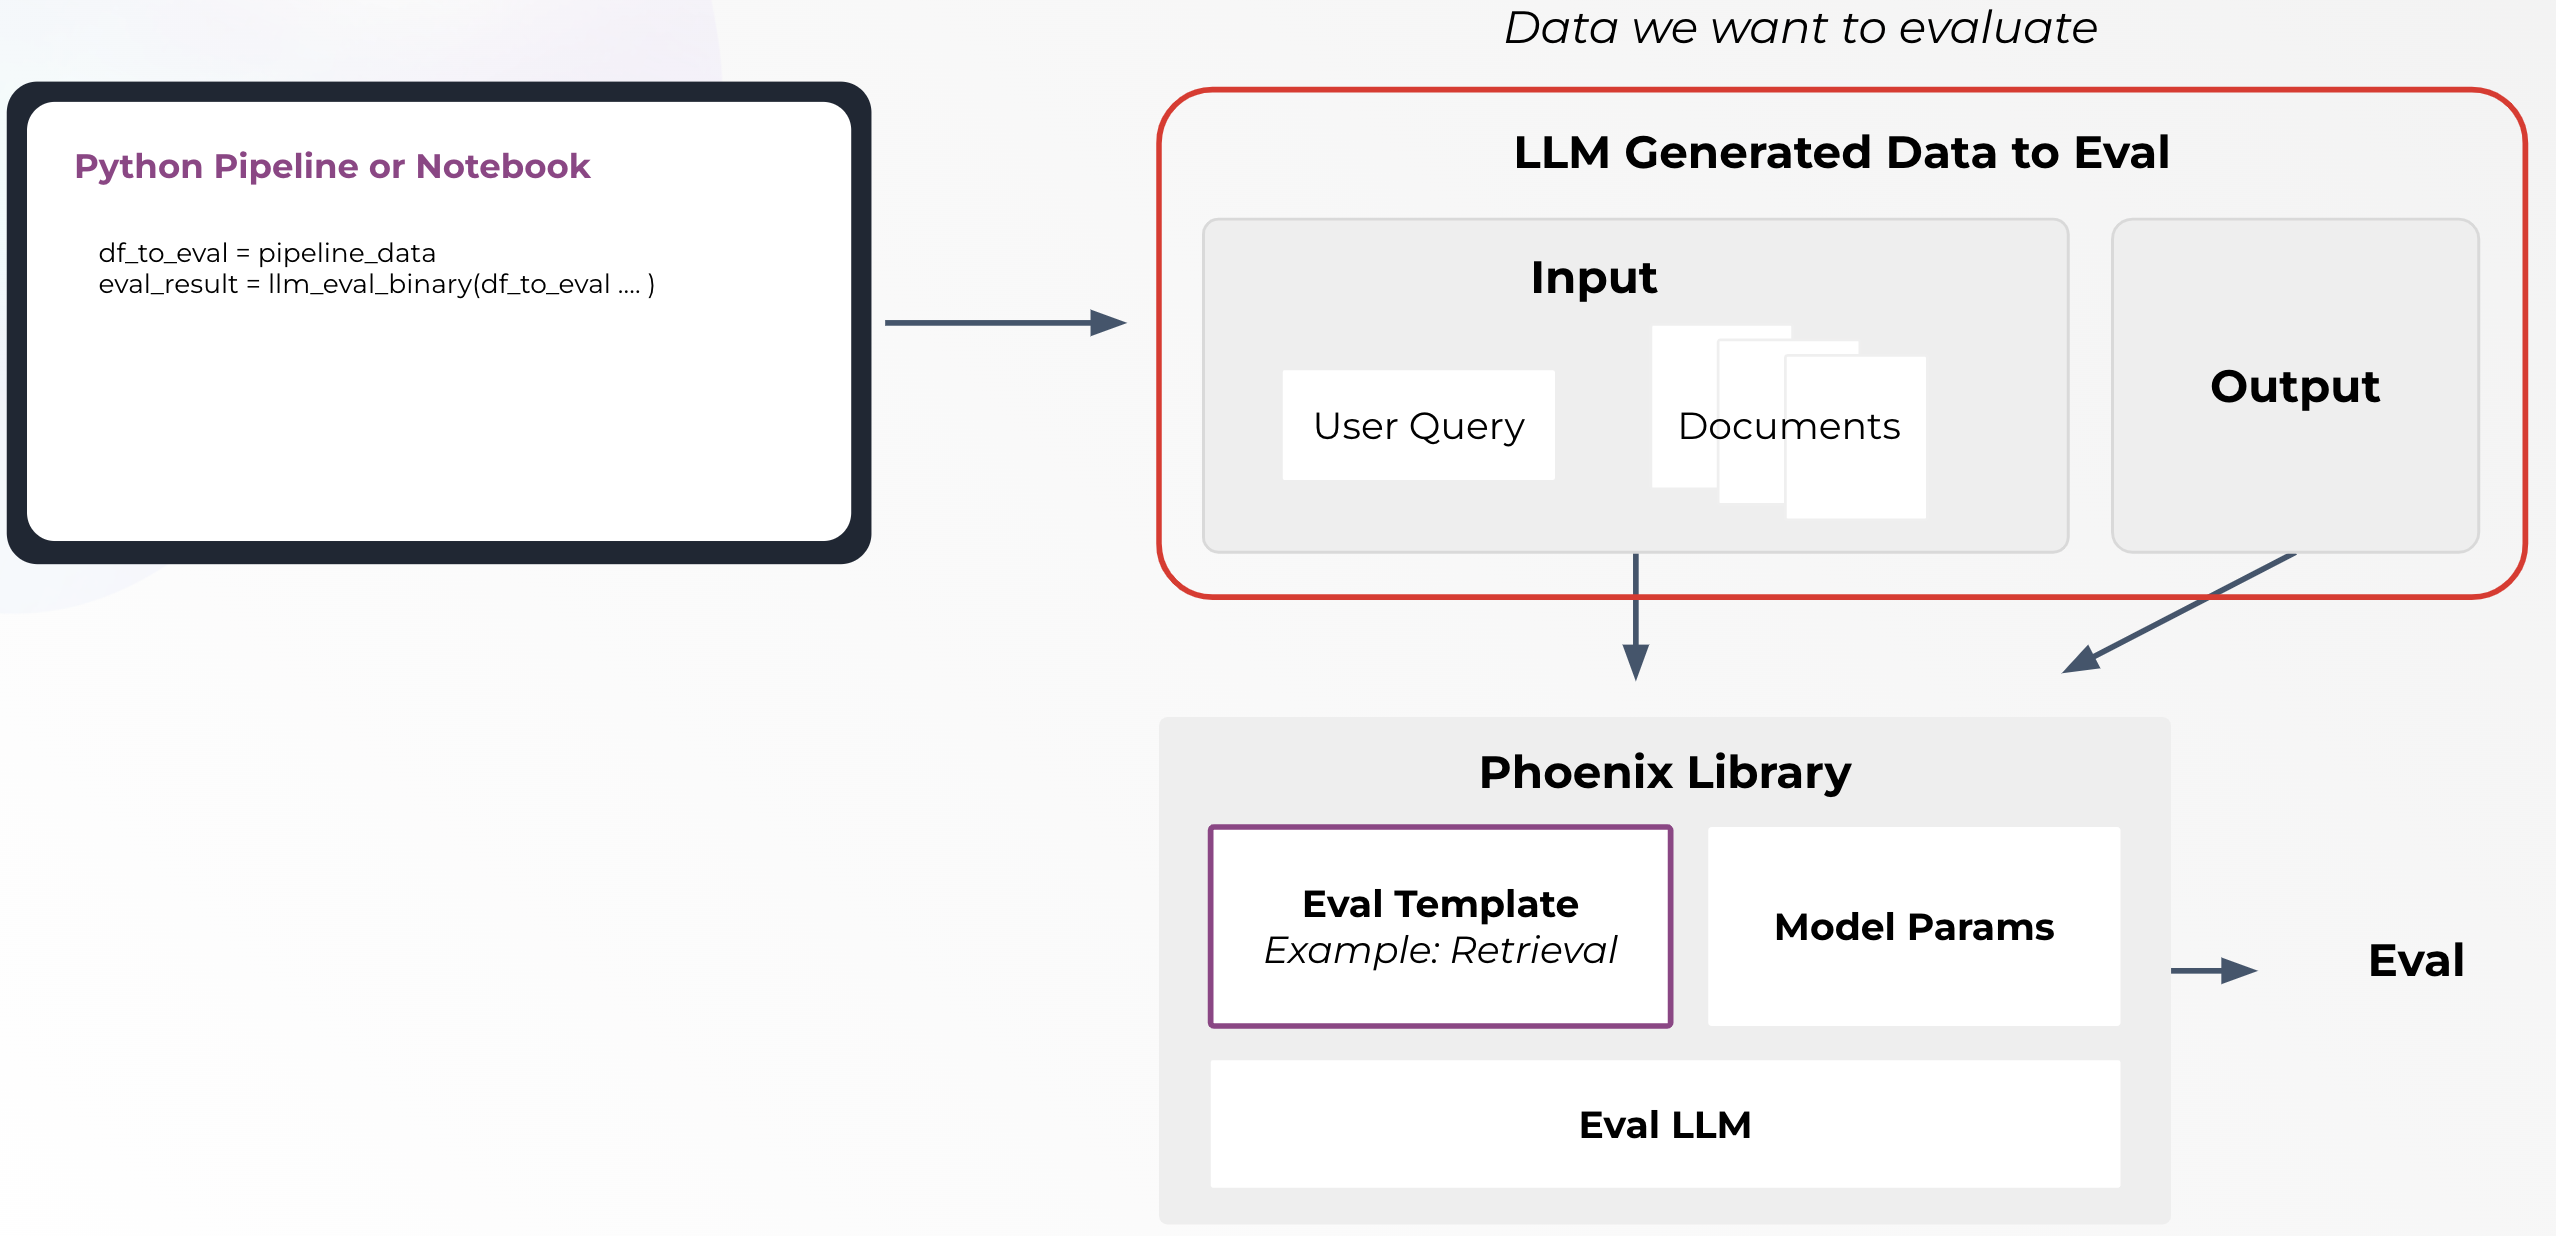 Data we want to evaluate
Python Pipeline or Notebook
df_to_eval = pipeline_data
eval_result = llm_eval_binary(df_to_eval .... )
LLM Generated Data to Eval
Input
User Query
Documents
Output
Phoenix Library
Eval Template
Example: Retrieval
Model Params
Eval LLM
Eval